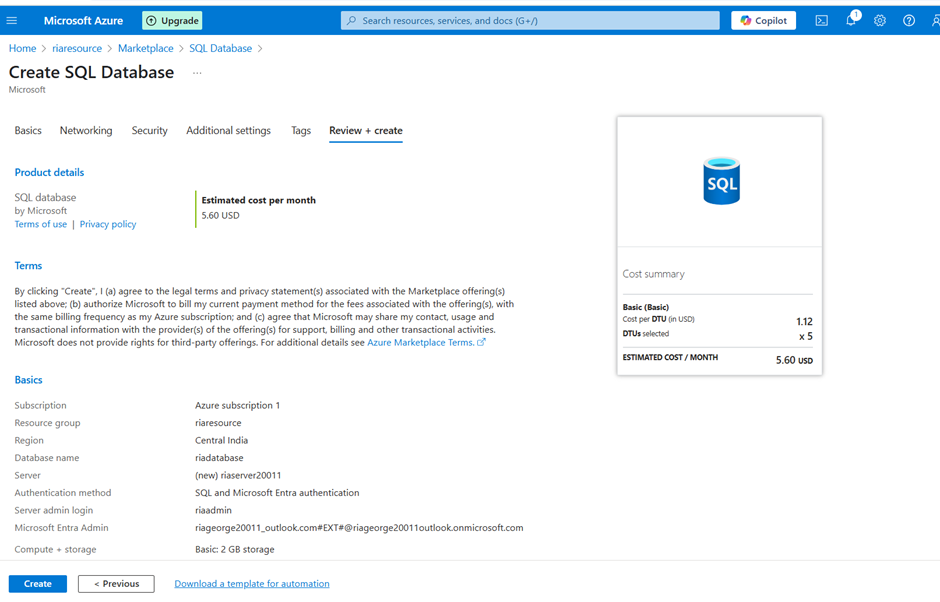 Microsoft Azure
Upgrade
Search resources, services, and docs (G+/)
Copilot
1
Home > riaresource > Marketplace > SQL Database >
Create SQL Database ...
Microsoft
Basics Networking Security Additional settings Tags Review + create
Product details
SQL database
by Microsoft
Terms of use | Privacy policy
Estimated cost per month
5.60 USD
Terms
By clicking "Create", I (a) agree to the legal terms and privacy statement(s) associated with the Marketplace offering(s)
listed above; (b) authorize Microsoft to bill my current payment method for the fees associated with the offering(s), with
the same billing frequency as my Azure subscription; and (c) agree that Microsoft may share my contact, usage and
transactional information with the provider(s) of the offering(s) for support, billing and other transactional activities.
Microsoft does not provide rights for third-party offerings. For additional details see Azure Marketplace Terms.
Basics
Subscription Azure subscription 1
Resource group riaresource
Region Central India
Database name riadatabase
Server (new) riaserver20011
Authentication method SQL and Microsoft Entra authentication
Server admin login riaadmin
Microsoft Entra Admin riageorge20011_outlook.com#EXT#@riageorge20011outlook.onmicrosoft.com
Compute + storage Basic: 2 GB storage
SQL
Cost summary
Basic (Basic)
Cost per DTU (in USD) 1.12
DTUs selected x 5
ESTIMATED COST / MONTH 5.60 USD
Create
< Previous
Download a template for automation